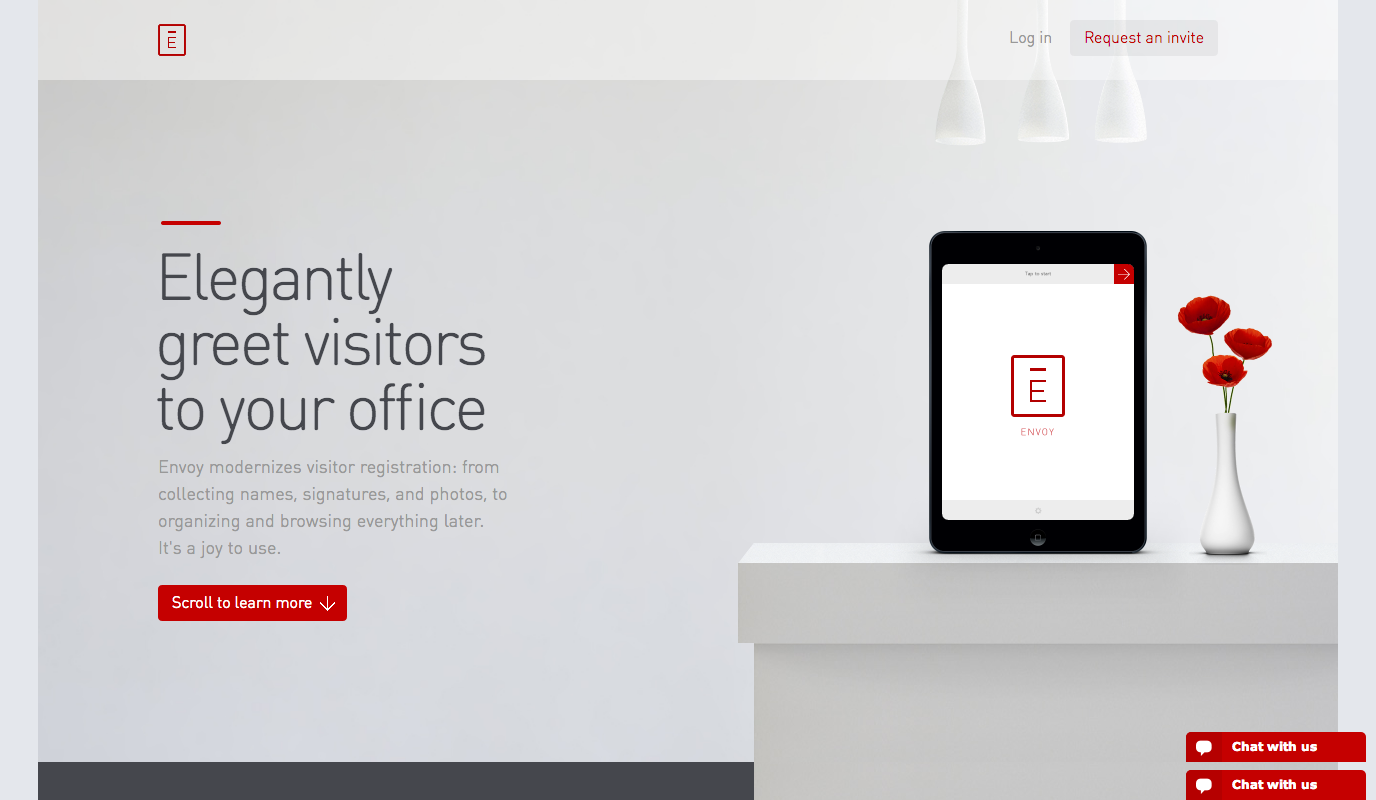 Ē
Log in
Request an invite
Elegantly
greet visitors
to your office
Envoy modernizes visitor registration: from
collecting names, signatures, and photos, to
organizing and browsing everything later.
It's a joy to use.
Scroll to learn more
Tap to start
Ē
ENVOY
Chat with us
Chat with us